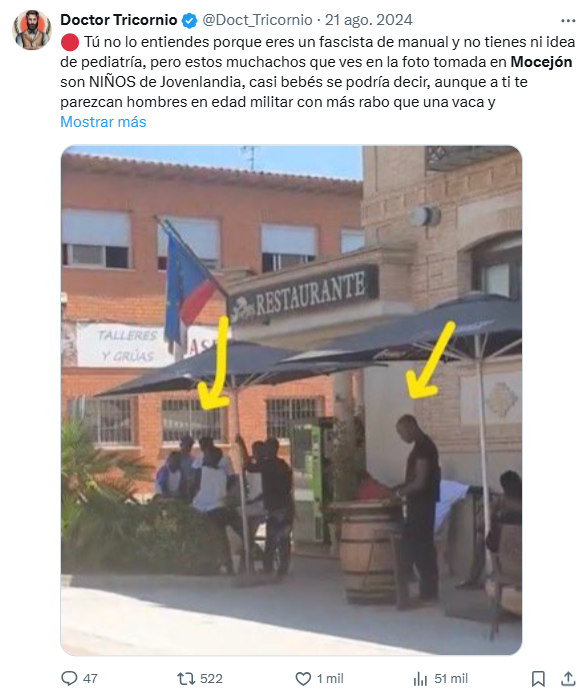 Doctor Tricornio @Doct_Tricornio · 21 ago. 2024
🔴 Tú no lo entiendes porque eres un fascista de manual y no tienes ni idea
de pediatría, pero estos muchachos que ves en la foto tomada en Mocejón
son NIÑOS de Jovenlandia, casi bebés se podría decir, aunque a ti te
parezcan hombres en edad militar con más rabo que una vaca y
Mostrar más
RESTAURANTE
TALLERES
Y GRÚAS
AS
47 522 1 mil 51 mil